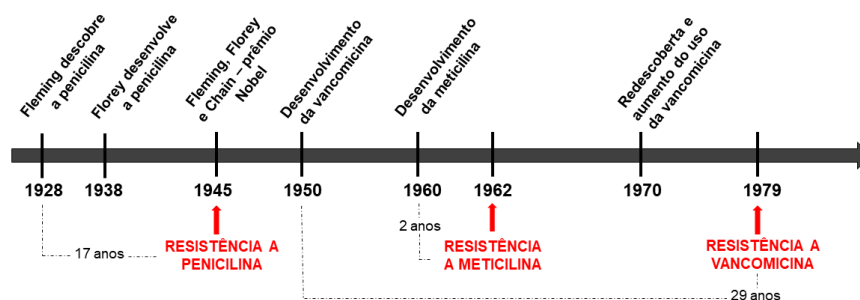 Fleming descobre
a penicilina
Florey desenvolve
a penicilina
Fleming, Florey
e Chain – prêmio
Nobel
Desenvolvimento
da vancomicina
Desenvolvimento
da meticilina
Redescoberta e
aumento do uso
da vancomicina
1928
1938
1945
1950
1960
1962
1970
1979
17 anos
RESISTÊNCIA A
PENICILINA
2 anos
RESISTÊNCIA
A METICILINA
RESISTÊNCIA A
VANCOMICINA
29 anos